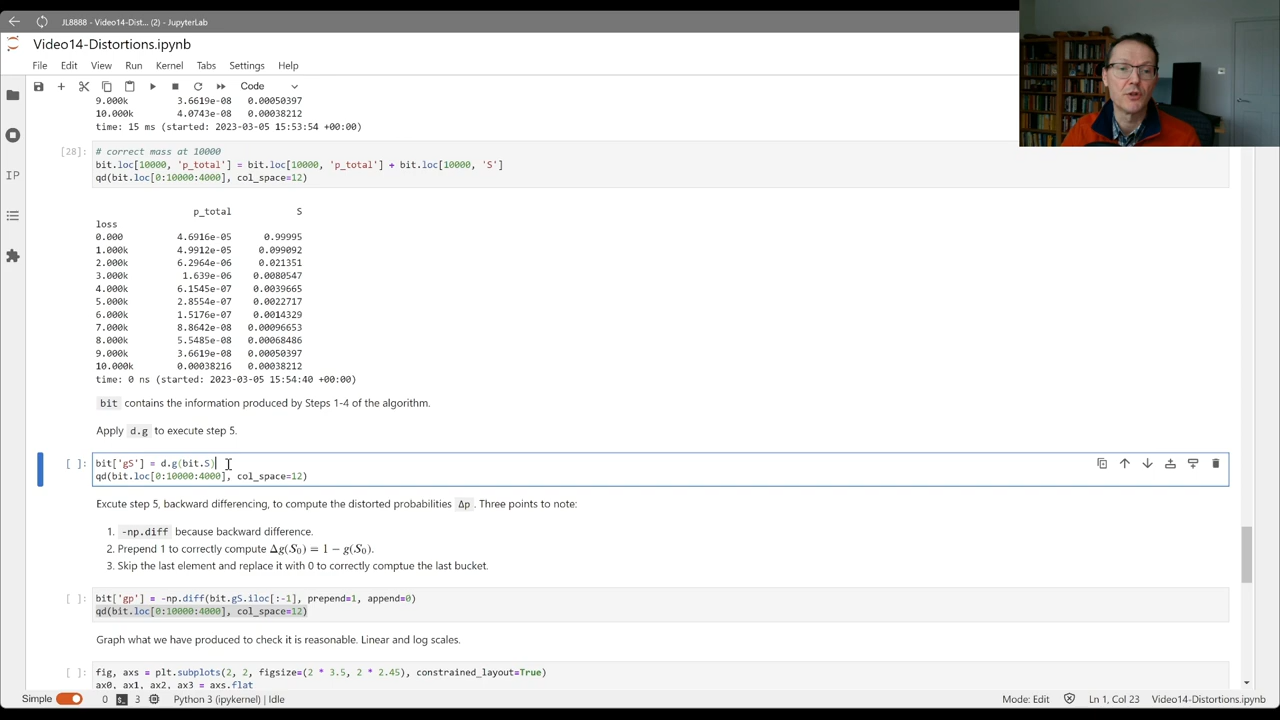 JL8888 - Video14-Dist... (2) - JupyterLab
Video14-Distortions.ipynb
File Edit View Run Kernel Tabs Settings Help
Code
9.000k 3.6619e-08 0.00050397
10.000k 4.0743e-08 0.00038212
time: 15 ms (started: 2023-03-05 15:53:54 +00:00)
[28]: # correct mass at 10000
bit.loc[10000, 'p_total'] = bit.loc[10000, 'p_total'] + bit.loc[10000, 'S']
qd(bit.loc[0:10000:4000], col_space=12)
p_total S
loss
0.000 4.6916e-05 0.99995
1.000k 4.9912e-05 0.099092
2.000k 6.2964e-06 0.021351
3.000k 1.639e-06 0.0080547
4.000k 6.1545e-07 0.0039665
5.000k 2.8554e-07 0.0022717
6.000k 1.5176e-07 0.0014329
7.000k 8.8642e-08 0.00096653
8.000k 5.5485e-08 0.00068486
9.000k 3.6619e-08 0.00050397
10.000k 0.00038216 0.00038212
time: 0 ns (started: 2023-03-05 15:54:40 +00:00)
bit contains the information produced by Steps 1-4 of the algorithm.
Apply d.g to execute step 5.
[ ]: bit['gS'] = d.g(bit.S)
qd(bit.loc[0:10000:4000], col_space=12)
Excute step 5, backward differencing, to compute the distorted probabilities Δp. Three points to note:
1. -np.diff because backward difference.
2. Prepend 1 to correctly compute Δg(S₀) = 1 − g(S₀).
3. Skip the last element and replace it with 0 to correctly comptue the last bucket.
[ ]: bit['gp'] = -np.diff(bit.gS.iloc[:-1], prepend=1, append=0)
qd(bit.loc[0:10000:4000], col_space=12)
Graph what we have produced to check it is reasonable. Linear and log scales.
[ ]: fig, axs = plt.subplots(2, 2, figsize=(2 * 3.5, 2 * 2.45), constrained_layout=True)
ax0, ax1, ax2, ax3 = axs.flat
Simple 0 3 Python 3 (ipykernel) | Idle Mode: Edit Ln 1, Col 23 Video14-Distortions.ipynb